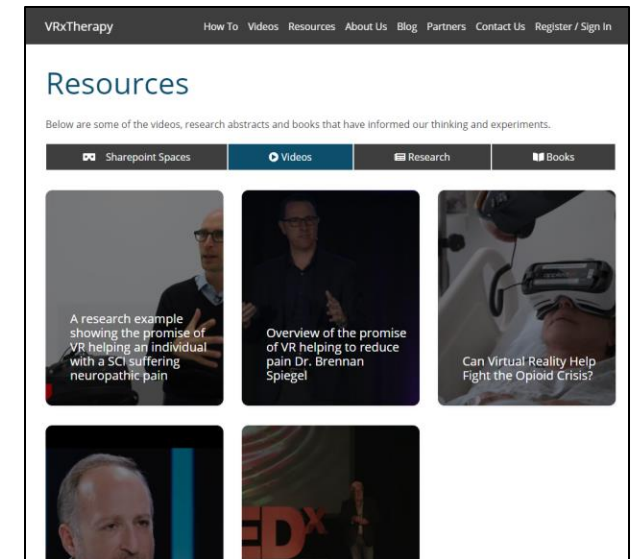 VRxTherapy How To Videos Resources About Us Blog Partners Contact Us Register / Sign In
Resources
Below are some of the videos, research abstracts and books that have informed our thinking and experiments.
Sharepoint Spaces Videos Research Books
A research example
showing the promise of
VR helping an individual
with a SCI suffering
neuropathic pain
Overview of the promise
of VR helping to reduce
pain Dr. Brennan
Spiegel
Can Virtual Reality Help
Fight the Opioid Crisis?
EDx